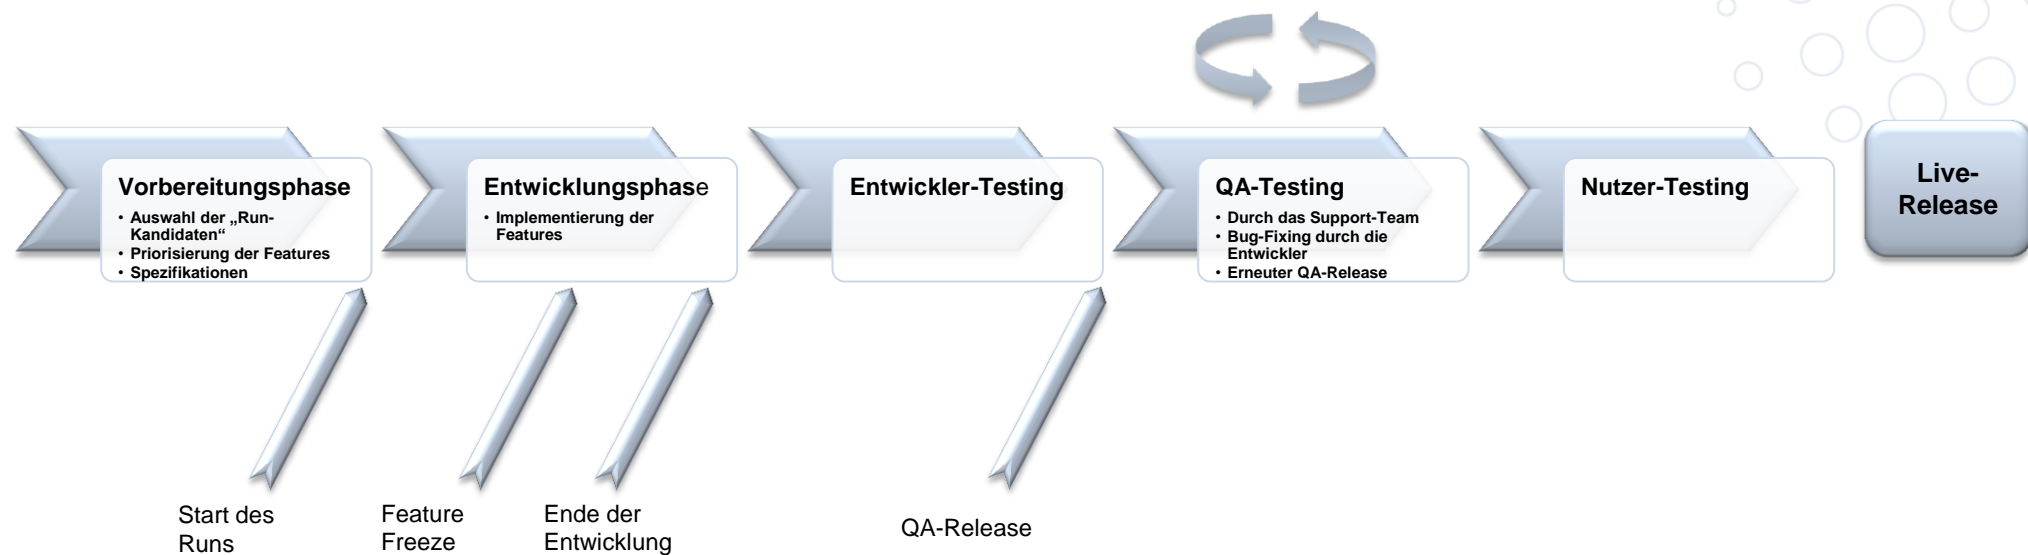 Vorbereitungsphase
• Auswahl der „Run-
Kandidaten“
• Priorisierung der Features
• Spezifikationen
Entwicklungsphase
• Implementierung der
Features
Entwickler-Testing
QA-Testing
• Durch das Support-Team
• Bug-Fixing durch die
Entwickler
• Erneuter QA-Release
Nutzer-Testing
Live-
Release
Start des
Runs
Feature
Freeze
Ende der
Entwicklung
QA-Release